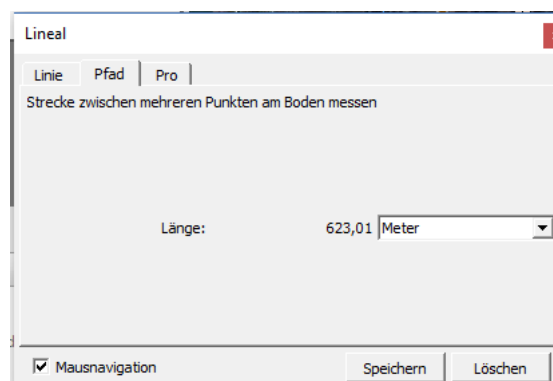 Lineal
Linie Pfad Pro
Strecke zwischen mehreren Punkten am Boden messen
Länge: 623,01 Meter
Mausnavigation Speichern Löschen